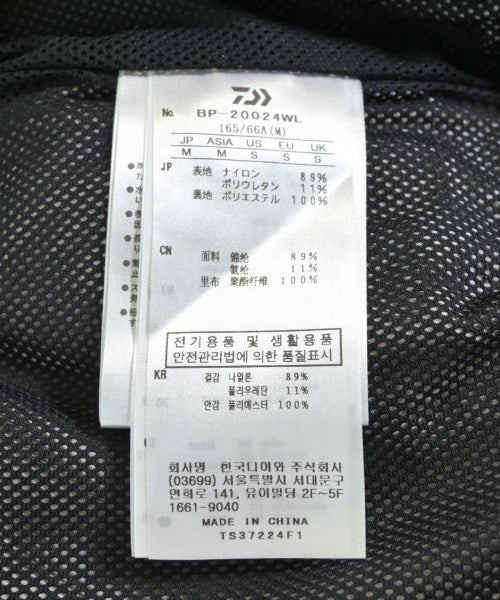 No. BP-20024WL
165/66A(M)
JP ASIA US EU UK
M M S S S
JP 表地 ナイロン 89%
ポリウレタン 11%
裏地 ポリエステル 100%
CN 面料 锦纶 89%
氨纶 11%
里布 聚酯纤维 100%
전기용품 및 생활용품
안전관리법에 의한 품질표시
KR 겉감 나일론 89%
폴리우레탄 11%
안감 폴리에스터 100%
회사명 한국다이와 주식회사
(03699) 서울특별시 서대문구
연희로 141, 유이빌딩 2F~5F
1661-9040
MADE IN CHINA
TS37224F1